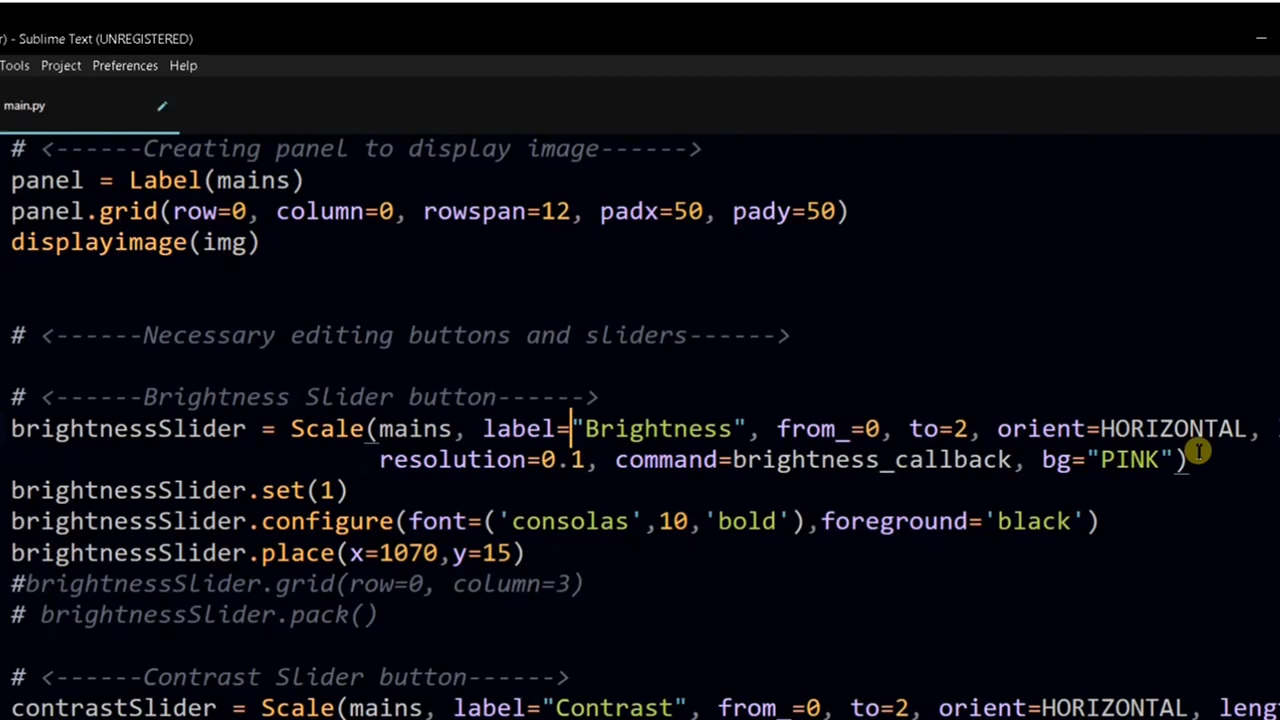 r) - Sublime Text (UNREGISTERED)
Tools Project Preferences Help
main.py
# <------Creating panel to display image------>
panel = Label(mains)
panel.grid(row=0, column=0, rowspan=12, padx=50, pady=50)
displayimage(img)
# <------Necessary editing buttons and sliders------>
# <------Brightness Slider button------>
brightnessSlider = Scale(mains, label="Brightness", from_=0, to=2, orient=HORIZONTAL,
resolution=0.1, command=brightness_callback, bg="PINK")
brightnessSlider.set(1)
brightnessSlider.configure(font=('consolas',10,'bold'),foreground='black')
brightnessSlider.place(x=1070,y=15)
#brightnessSlider.grid(row=0, column=3)
# brightnessSlider.pack()
# <------Contrast Slider button------>
contrastSlider = Scale(mains, label="Contrast", from_=0, to=2, orient=HORIZONTAL, leng